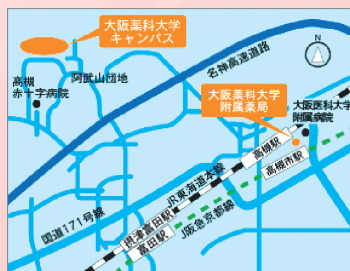 大阪薬科大学
キャンパス
N
高槻
赤十字病院
阿武山団地
名神高速道路
大阪薬科大学
附属薬局
大阪医科大学
附属病院
高槻駅
高槻市駅
JR東海道本線
国道171号線
摂津富田駅
富田駅
阪急京都線